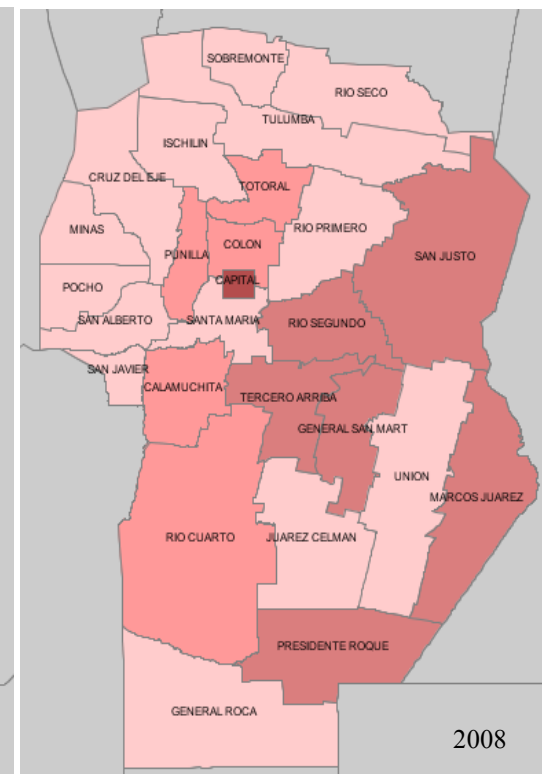 SOBREMONTE
RIO SECO
TULUMBA
ISCHILIN
CRUZ DEL EJE
TOTORAL
MINAS
RIO PRIMERO
PUNILLA
COLON
SAN JUSTO
CAPITAL
POCHO
SAN ALBERTO
SANTA MARIA
RIO SEGUNDO
SAN JAVIER
CALAMUCHITA
TERCERO ARRIBA
GENERAL SAN MART
UNION
MARCOS JUAREZ
RIO CUARTO
JUAREZ CELMAN
PRESIDENTE ROQUE
GENERAL ROCA
2008